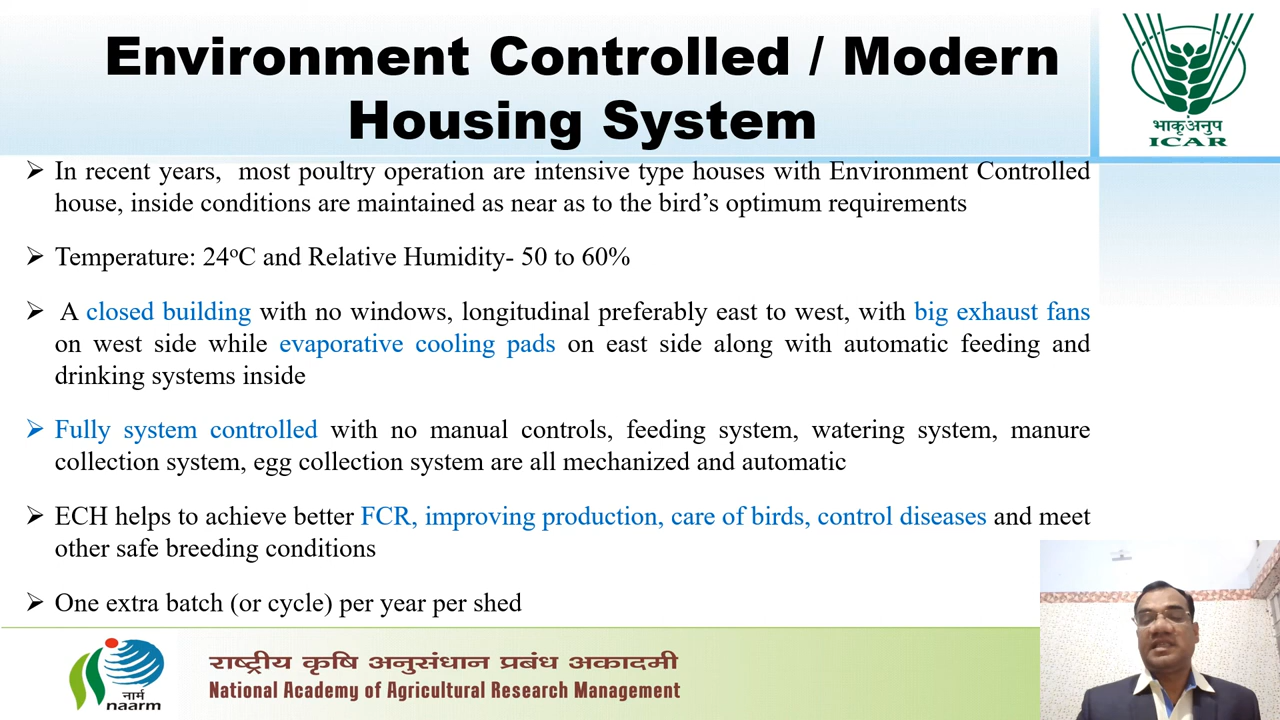 Environment Controlled / Modern
Housing System
भाकृअनुप
ICAR
➢ In recent years, most poultry operation are intensive type houses with Environment Controlled
house, inside conditions are maintained as near as to the bird’s optimum requirements
➢ Temperature: 24ᵒC and Relative Humidity- 50 to 60%
➢ A closed building with no windows, longitudinal preferably east to west, with big exhaust fans
on west side while evaporative cooling pads on east side along with automatic feeding and
drinking systems inside
➢ Fully system controlled with no manual controls, feeding system, watering system, manure
collection system, egg collection system are all mechanized and automatic
➢ ECH helps to achieve better FCR, improving production, care of birds, control diseases and meet
other safe breeding conditions
➢ One extra batch (or cycle) per year per shed
नार्म
naarm
राष्ट्रीय कृषि अनुसंधान प्रबंध अकादमी
National Academy of Agricultural Research Management